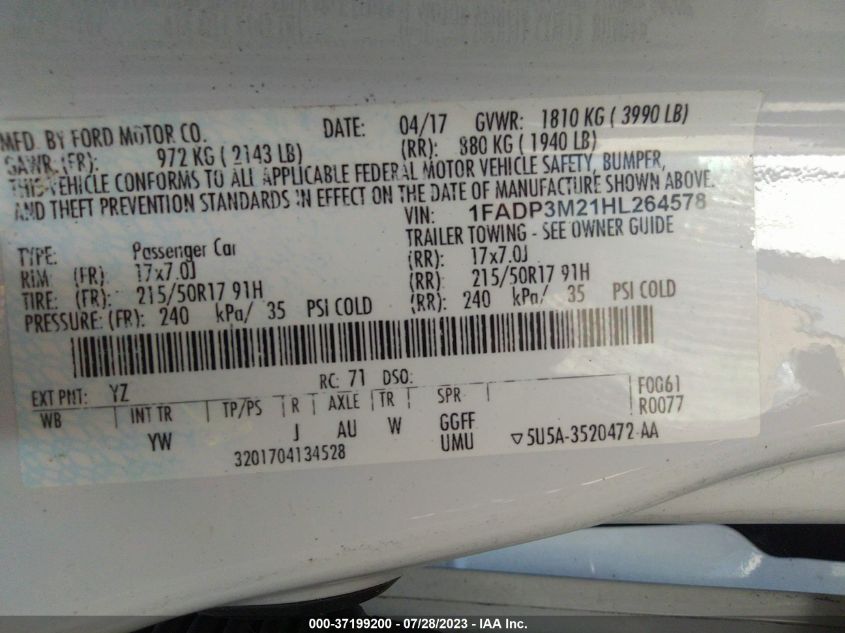 MFD. BY FORD MOTOR CO. DATE: 04/17 GVWR: 1810 KG ( 3990 LB)
GAWR (FR): 972 KG ( 2143 LB) (RR): 880 KG ( 1940 LB)
THIS VEHICLE CONFORMS TO ALL APPLICABLE FEDERAL MOTOR VEHICLE SAFETY, BUMPER,
AND THEFT PREVENTION STANDARDS IN EFFECT ON THE DATE OF MANUFACTURE SHOWN ABOVE.
VIN: 1FADP3M21HL264578
TYPE: Passenger Car TRAILER TOWING - SEE OWNER GUIDE
RIM (FR): 17x7.0J (RR): 17x7.0J
TIRE: (FR): 215/50R17 91H (RR): 215/50R17 91H
PRESSURE: (FR): 240 kPa/ 35 PSI COLD (RR): 240 kPa/ 35 PSI COLD
EXT PNT: YZ RC: 71 DSO: F0061
WB INT TR TP/PS R AXLE TR SPR R0077
YW J AU W GGFF
UMU
3201704134528 5U5A-3520472-AA
000-37199200 - 07/28/2023 - IAA Inc.